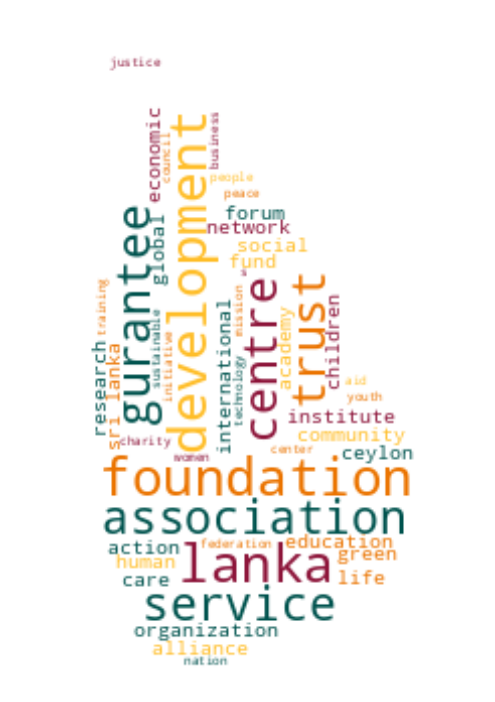 justice
economic
council
development
business
people
peace
gurantee
global
forum
network
social
fund
training
sustainable
initiative
international
mission
technology
centre
academy
trust
children
research
sri lanka
aid
youth
institute
charity
community
women
center
ceylon
foundation
association
action
federation
education
human
lanka
green
care
life
service
organization
alliance
nation